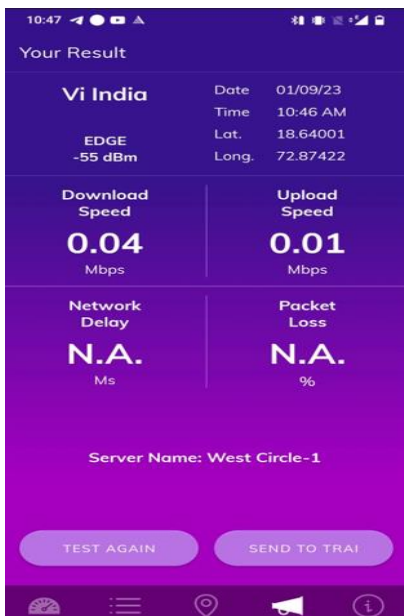 10:47
Your Result
Vi India
EDGE
-55 dBm
Date 01/09/23
Time 10:46 AM
Lat. 18.64001
Long. 72.87422
Download
Speed
0.04
Mbps
Upload
Speed
0.01
Mbps
Network
Delay
N.A.
Ms
Packet
Loss
N.A.
%
Server Name: West Circle-1
TEST AGAIN
SEND TO TRAI